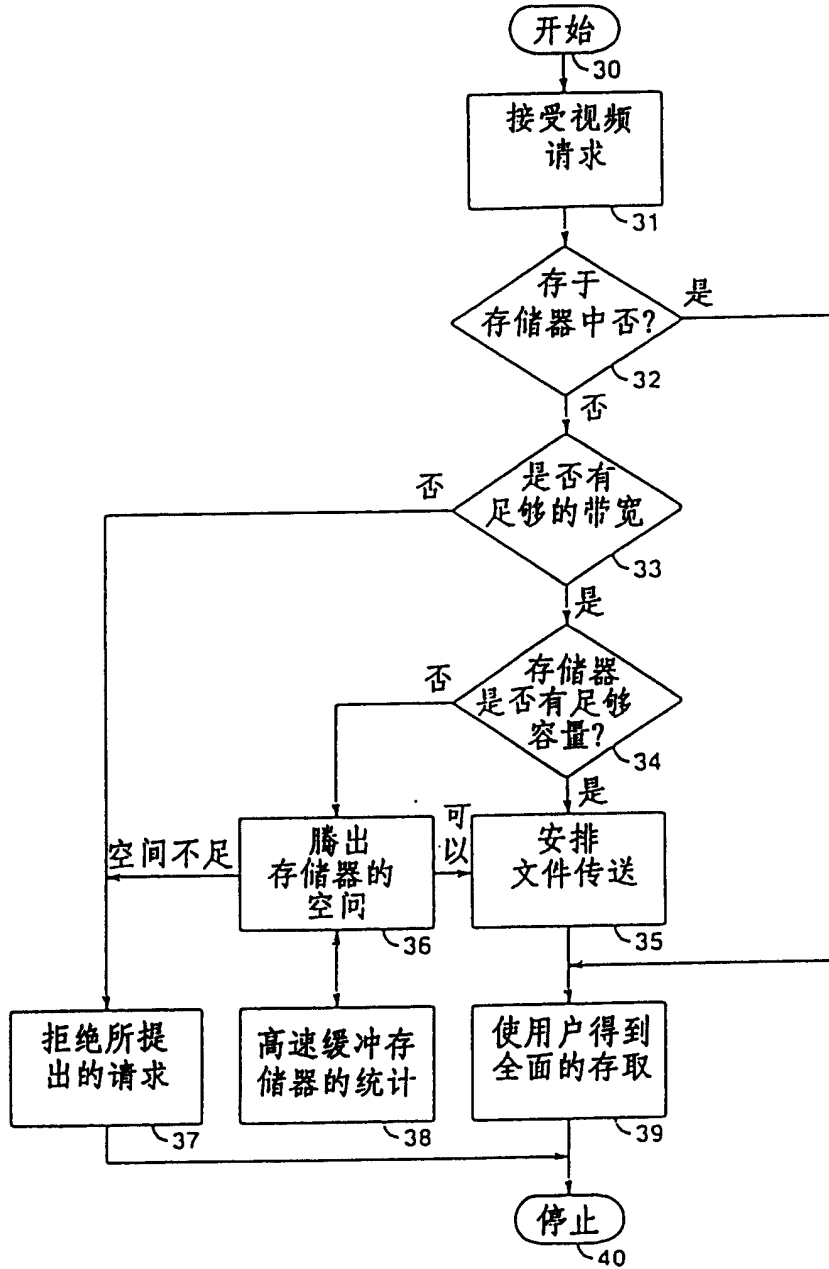 开始
30
接受视频
请求
31
存于
存储器中否?
32
是
否
是否有
足够的带宽
33
否
是
存储器
是否有足够
容量?
34
否
是
腾出
存储器的
空间
36
空间不足
可
以
安排
文件传送
35
拒绝所提
出的请求
37
高速缓冲存
储器的统计
38
使用户得到
全面的存取
39
停止
40